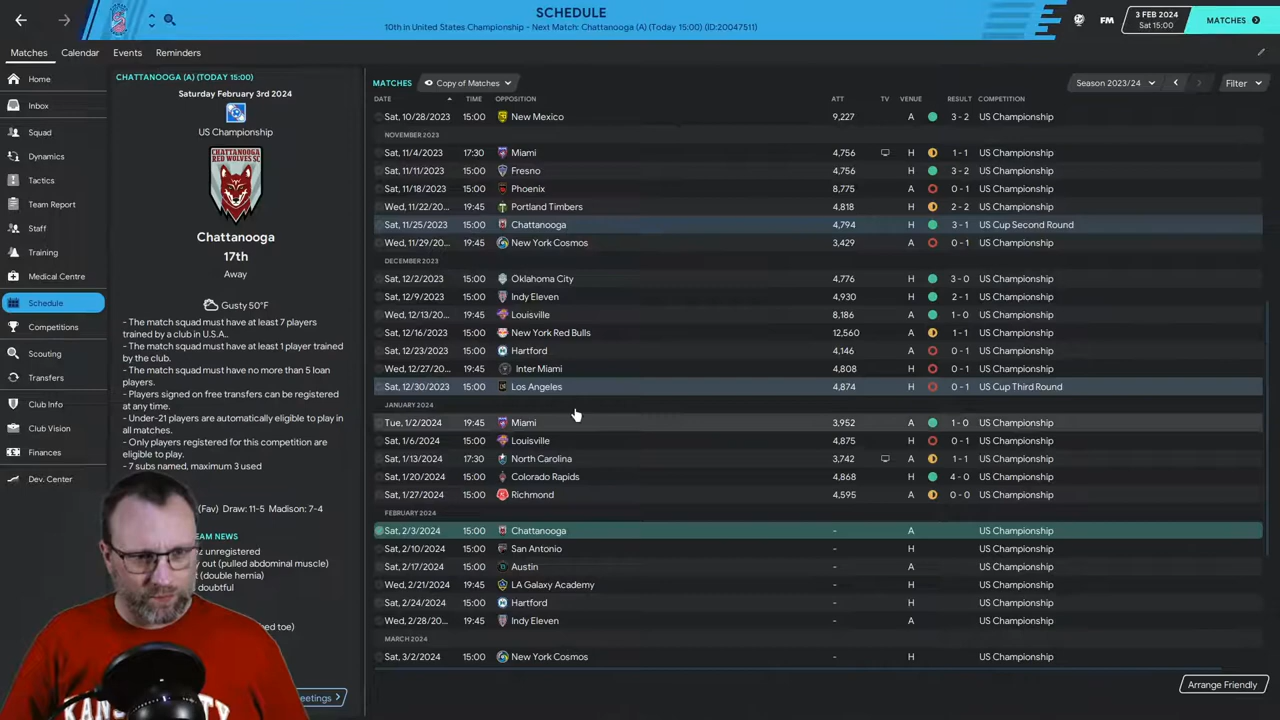 SCHEDULE
10th in United States Championship - Next Match: Chattanooga (A) (Today 15:00) (ID:20047511)
FM
3 FEB 2024
Sat 15:00
MATCHES
Matches Calendar Events Reminders
Home
Inbox
Squad
Dynamics
Tactics
Team Report
Staff
Training
Medical Centre
Schedule
Competitions
Scouting
Transfers
Club Info
Club Vision
Finances
Dev. Center
CHATTANOOGA (A) (TODAY 15:00)
Saturday February 3rd 2024
US Championship
CHATTANOOGA
RED WOLVES SC
Chattanooga
17th
Away
Gusty 50°F
- The match squad must have at least 7 players
trained by a club in U.S.A..
- The match squad must have at least 1 player trained
by the club.
- The match squad must have no more than 5 loan
players.
- Players signed on free transfers can be registered
at any time.
- Under-21 players are automatically eligible to play in
all matches.
- Only players registered for this competition are
eligible to play.
- 7 subs named, maximum 3 used
(Fav) Draw: 11-5 Madison: 7-4
EAM NEWS
unregistered
out (pulled abdominal muscle)
(double hernia)
doubtful
toe)
MATCHES Copy of Matches Season 2023/24 Filter
DATE TIME OPPOSITION ATT TV VENUE RESULT COMPETITION
Sat, 10/28/2023 15:00 New Mexico 9,227 A 3 - 2 US Championship
NOVEMBER 2023
Sat, 11/4/2023 17:30 Miami 4,756 H 1 - 1 US Championship
Sat, 11/11/2023 15:00 Fresno 4,756 H 3 - 2 US Championship
Sat, 11/18/2023 15:00 Phoenix 8,775 A 0 - 1 US Championship
Wed, 11/22/20... 19:45 Portland Timbers 4,818 H 2 - 2 US Championship
Sat, 11/25/2023 15:00 Chattanooga 4,794 H 3 - 1 US Cup Second Round
Wed, 11/29/20... 19:45 New York Cosmos 3,429 A 0 - 1 US Championship
DECEMBER 2023
Sat, 12/2/2023 15:00 Oklahoma City 4,776 H 3 - 0 US Championship
Sat, 12/9/2023 15:00 Indy Eleven 4,930 A 2 - 1 US Championship
Wed, 12/13/20... 19:45 Louisville 8,186 A 1 - 0 US Championship
Sat, 12/16/2023 15:00 New York Red Bulls 12,560 A 1 - 1 US Championship
Sat, 12/23/2023 15:00 Hartford 4,146 A 0 - 1 US Championship
Wed, 12/27/20... 19:45 Inter Miami 4,808 H 0 - 1 US Championship
Sat, 12/30/2023 15:00 Los Angeles 4,874 H 0 - 1 US Cup Third Round
JANUARY 2024
Tue, 1/2/2024 19:45 Miami 3,952 A 1 - 0 US Championship
Sat, 1/6/2024 15:00 Louisville 4,875 H 0 - 1 US Championship
Sat, 1/13/2024 17:30 North Carolina 3,742 A 1 - 1 US Championship
Sat, 1/20/2024 15:00 Colorado Rapids 4,868 H 4 - 0 US Championship
Sat, 1/27/2024 15:00 Richmond 4,595 A 0 - 0 US Championship
FEBRUARY 2024
Sat, 2/3/2024 15:00 Chattanooga - A US Championship
Sat, 2/10/2024 15:00 San Antonio - H US Championship
Sat, 2/17/2024 15:00 Austin - A US Championship
Wed, 2/21/2024 19:45 LA Galaxy Academy - H US Championship
Sat, 2/24/2024 15:00 Hartford - H US Championship
Wed, 2/28/20... 19:45 Indy Eleven - H US Championship
MARCH 2024
Sat, 3/2/2024 15:00 New York Cosmos - H US Championship
eetings
Arrange Friendly